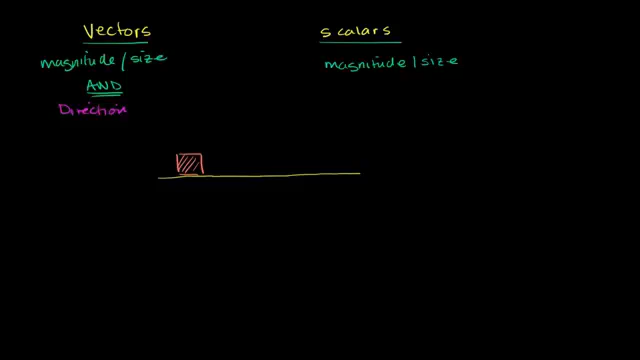 Vectors
magnitude / size
AND
Direction
scalars
magnitude / size